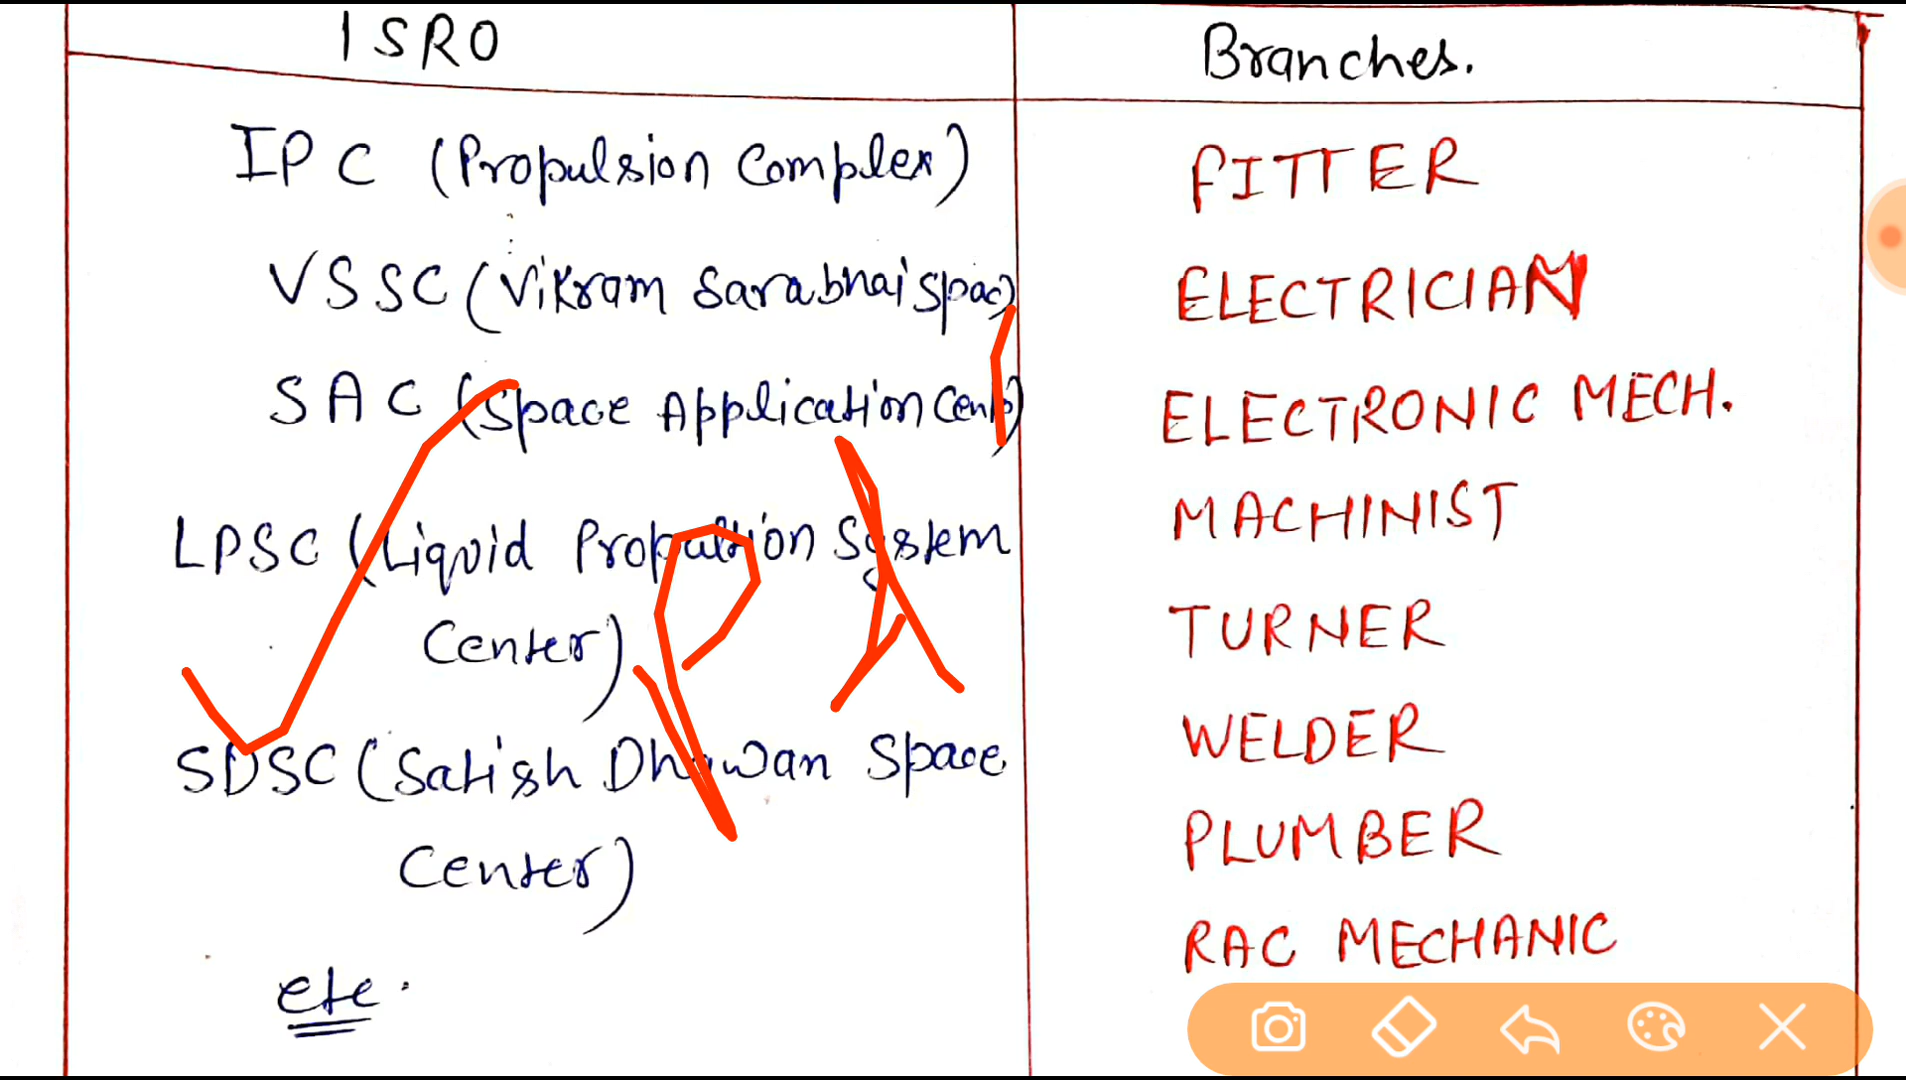 ISRO
IPC (Propulsion Complex)
VSSC (Vikram Sarabhai Spac)
SAC (Space Application Cent)
LPSC (Liquid Propultion System
Center)
SDSC (Satish Dhawan Space
Center)
etc.
Branches.
FITTER
ELECTRICIAN
ELECTRONIC MECH.
MACHINIST
TURNER
WELDER
PLUMBER
RAC MECHANIC